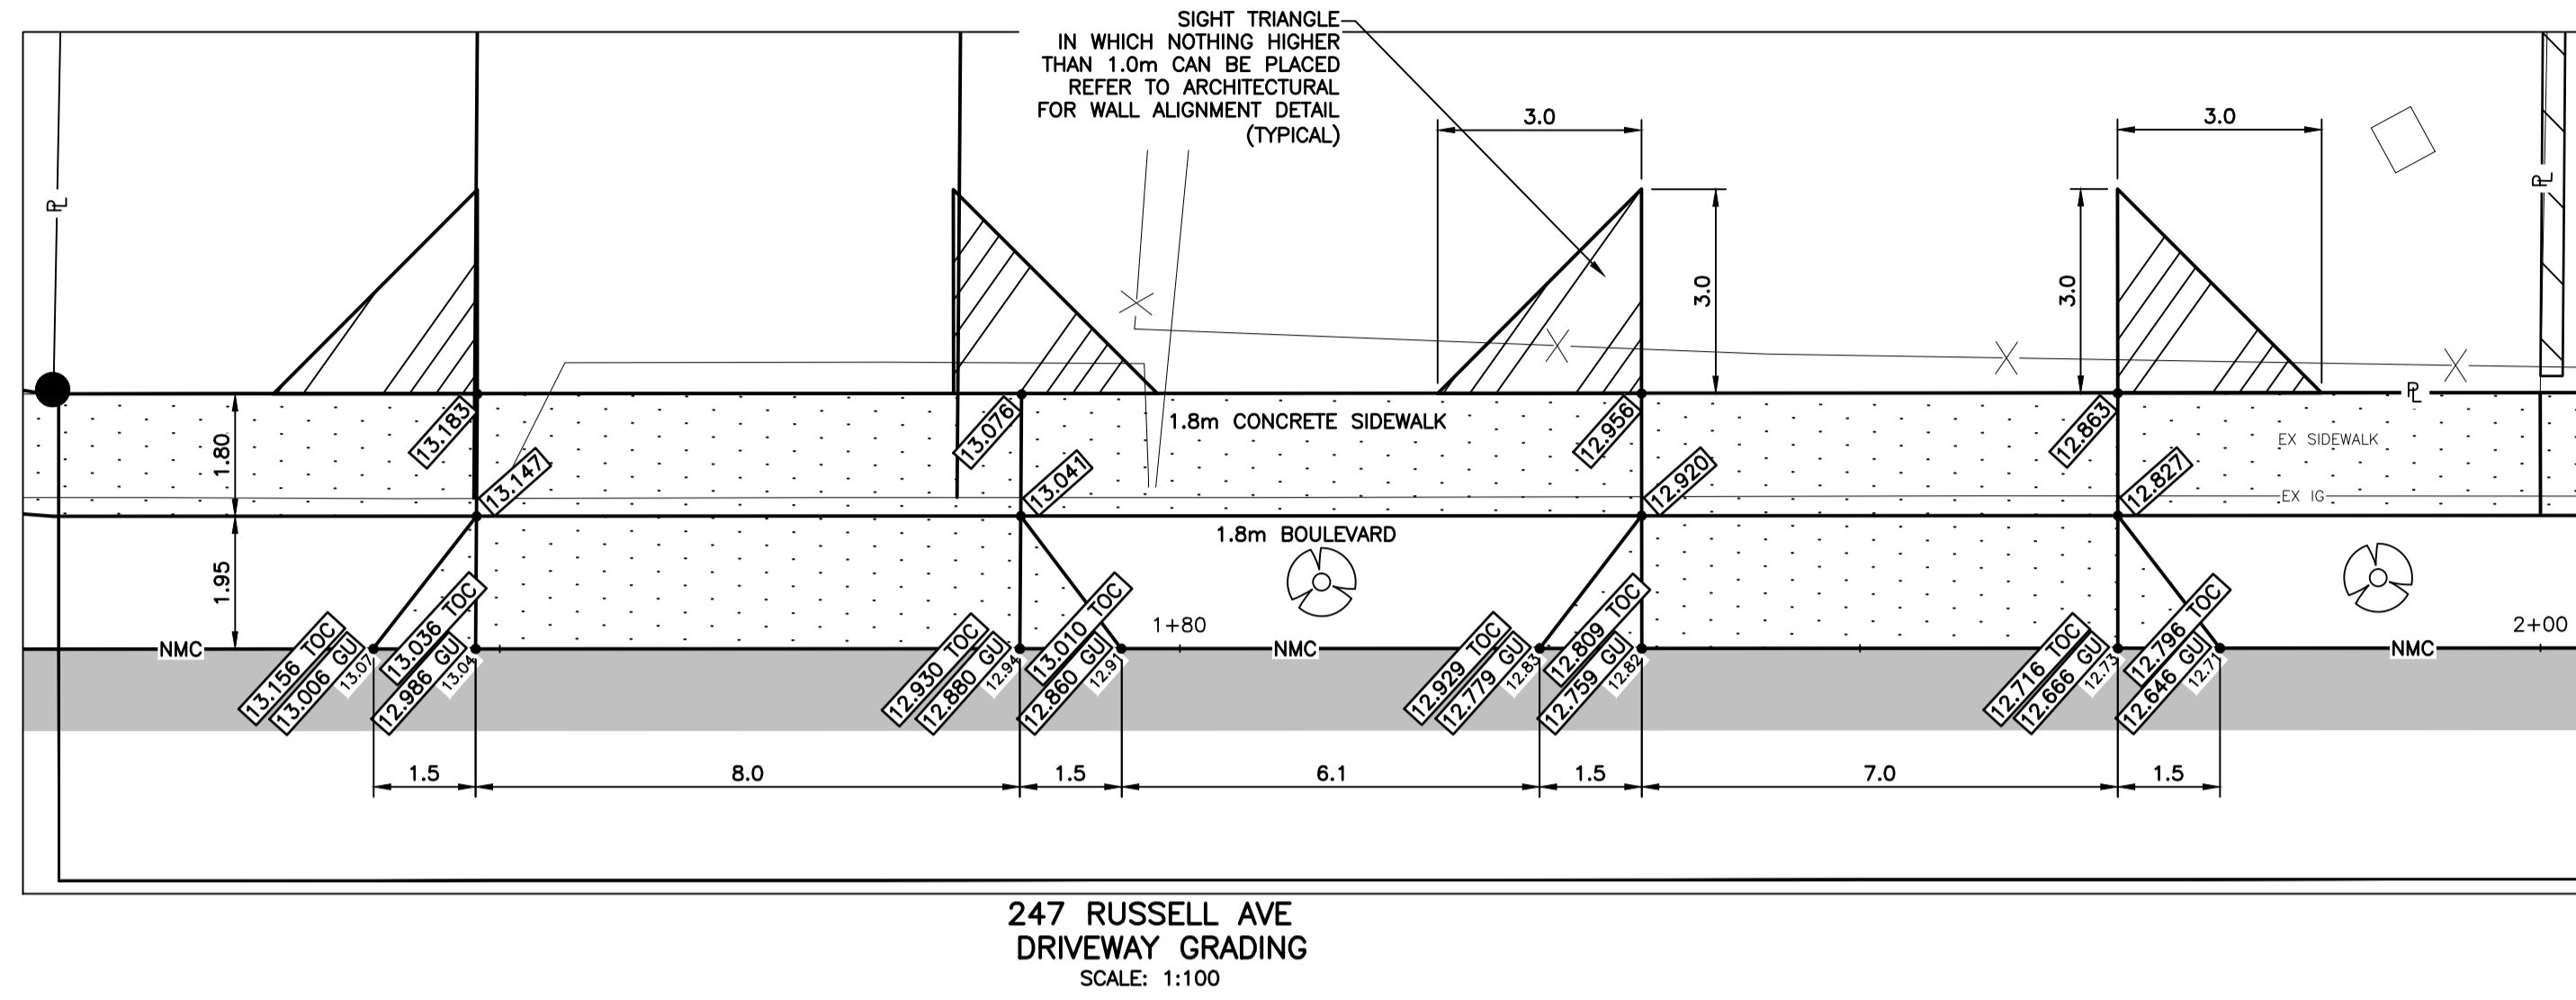 SIGHT TRIANGLE
IN WHICH NOTHING HIGHER
THAN 1.0m CAN BE PLACED
REFER TO ARCHITECTURAL
FOR WALL ALIGNMENT DETAIL
(TYPICAL)
3.0
3.0
3.0
3.0
PL
PL
PL
13.183
13.147
13.076
13.041
12.956
12.920
12.863
12.827
1.80
1.8m CONCRETE SIDEWALK
EX SIDEWALK
EX IG
1.95
1.8m BOULEVARD
1+80
2+00
NMC
NMC
NMC
13.156 TOC
13.006 GU
13.07
13.036 TOC
12.986 GU
13.04
12.930 TOC
12.880 GU
12.94
13.010 TOC
12.860 GU
12.91
12.929 TOC
12.779 GU
12.83
12.809 TOC
12.759 GU
12.82
12.716 TOC
12.666 GU
12.73
12.796 TOC
12.646 GU
12.71
1.5
8.0
1.5
6.1
1.5
7.0
1.5
247 RUSSELL AVE
DRIVEWAY GRADING
SCALE: 1:100